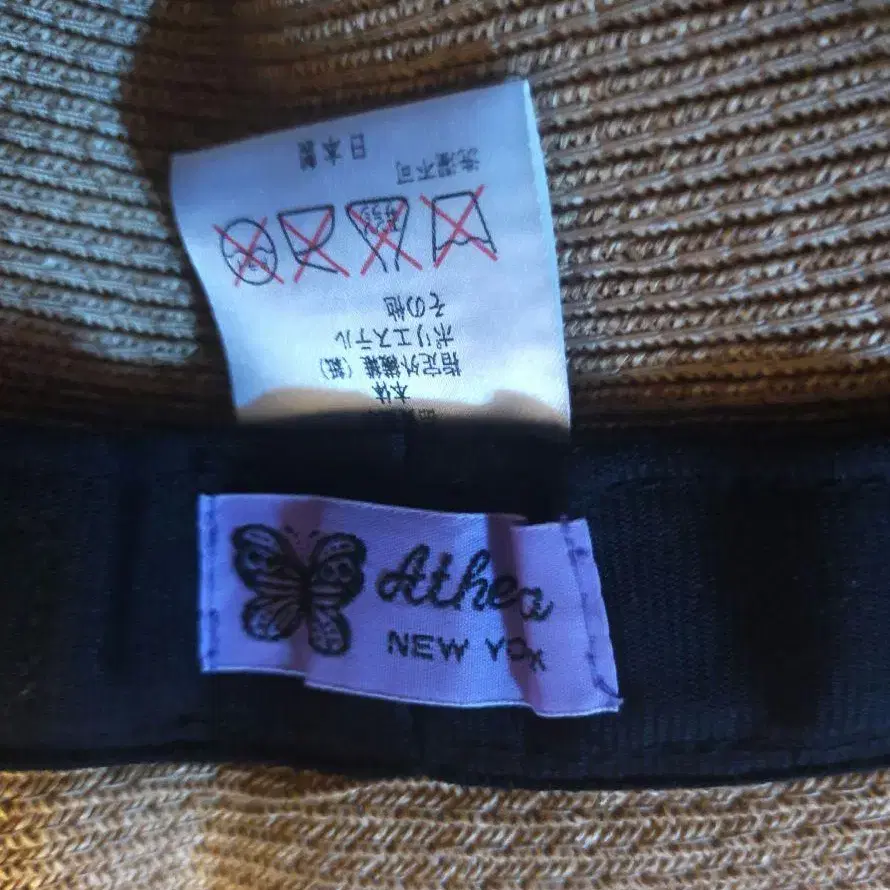 本体
指定外繊維(紙)
ポリエステル
その他
洗濯不可
日本製
Athea
NEW YORK